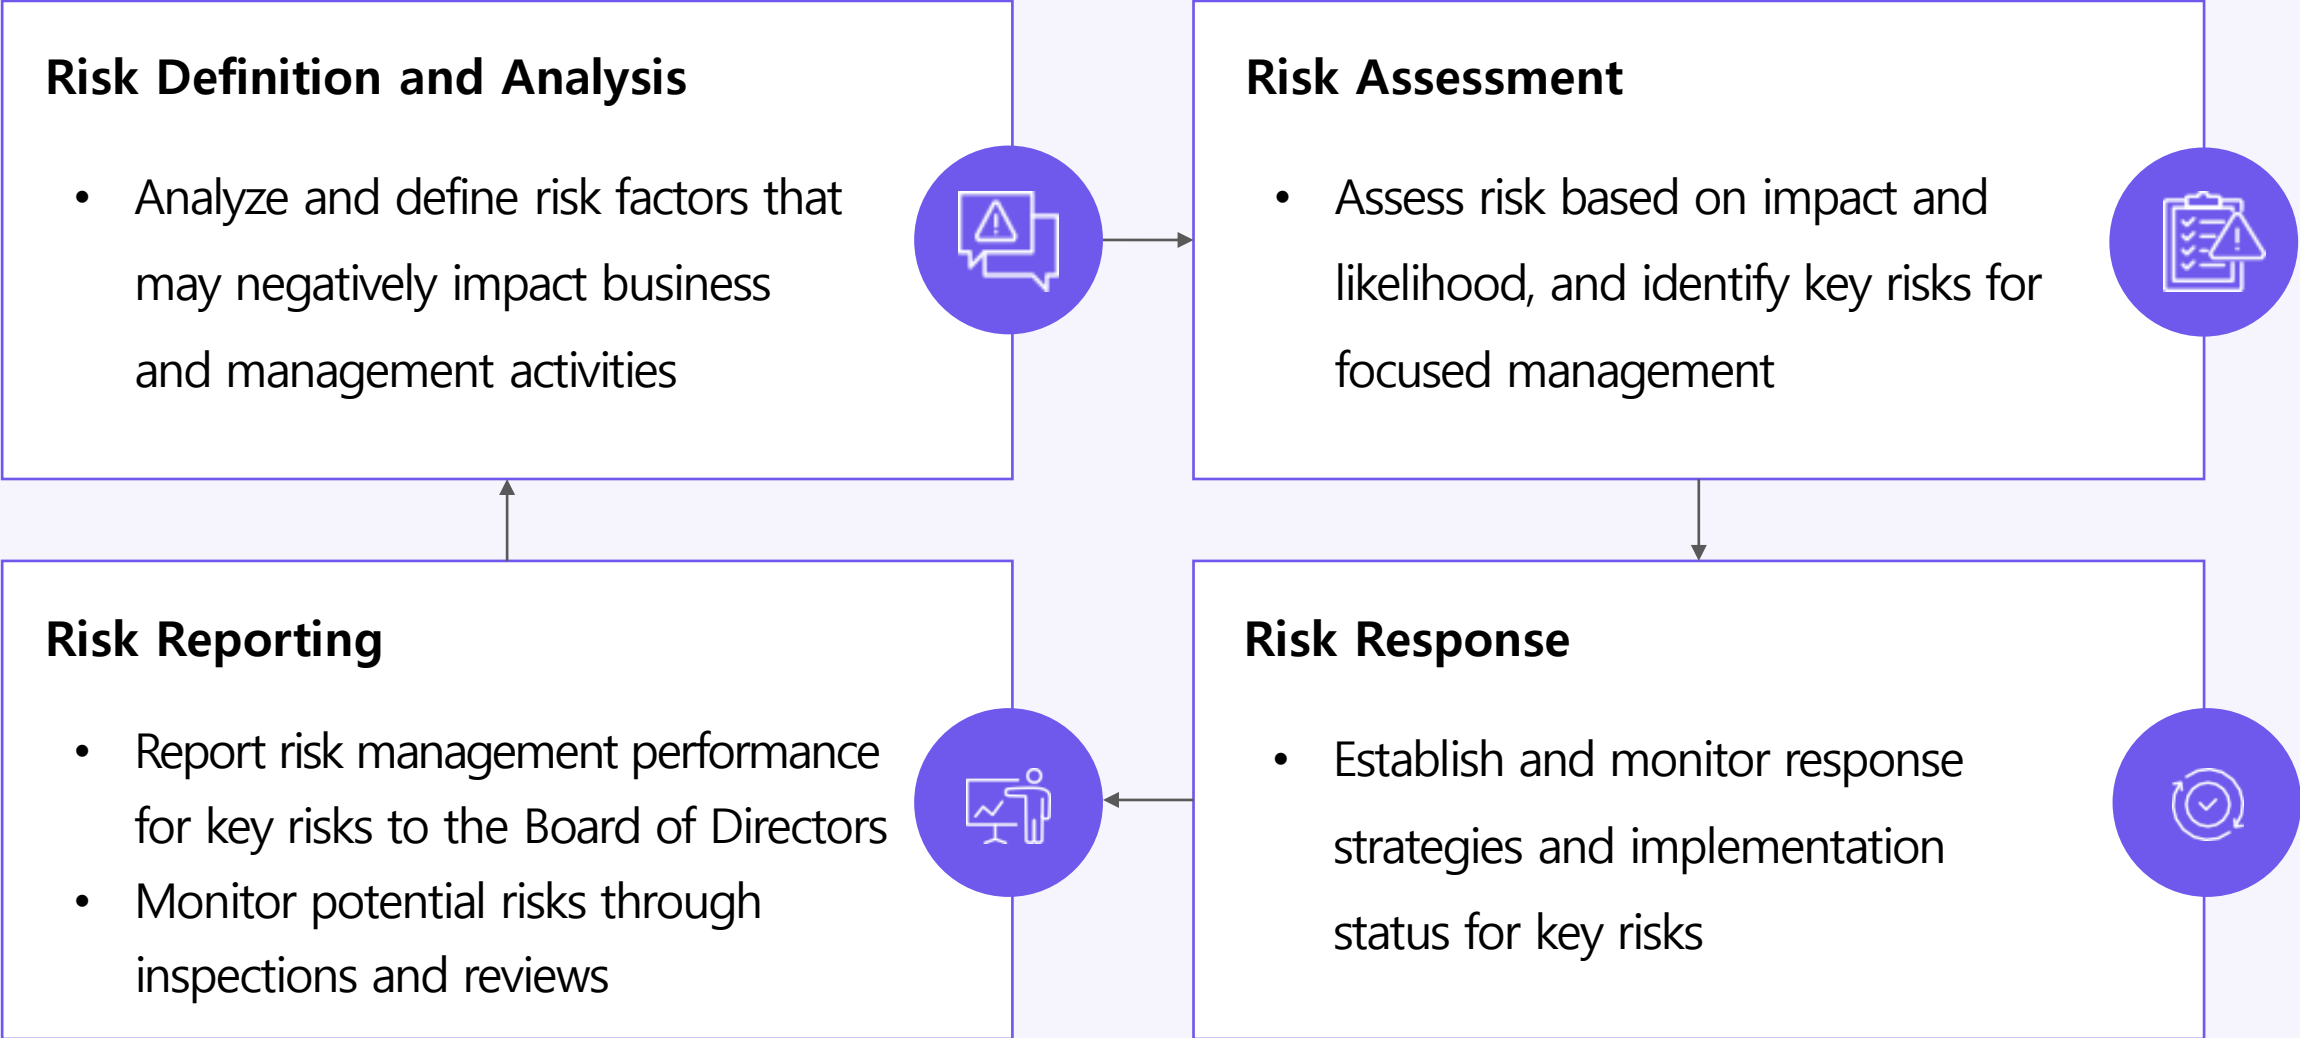 Risk Definition and Analysis
• Analyze and define risk factors that
may negatively impact business
and management activities
Risk Assessment
• Assess risk based on impact and
likelihood, and identify key risks for
focused management
Risk Reporting
• Report risk management performance
for key risks to the Board of Directors
• Monitor potential risks through
inspections and reviews
Risk Response
• Establish and monitor response
strategies and implementation
status for key risks